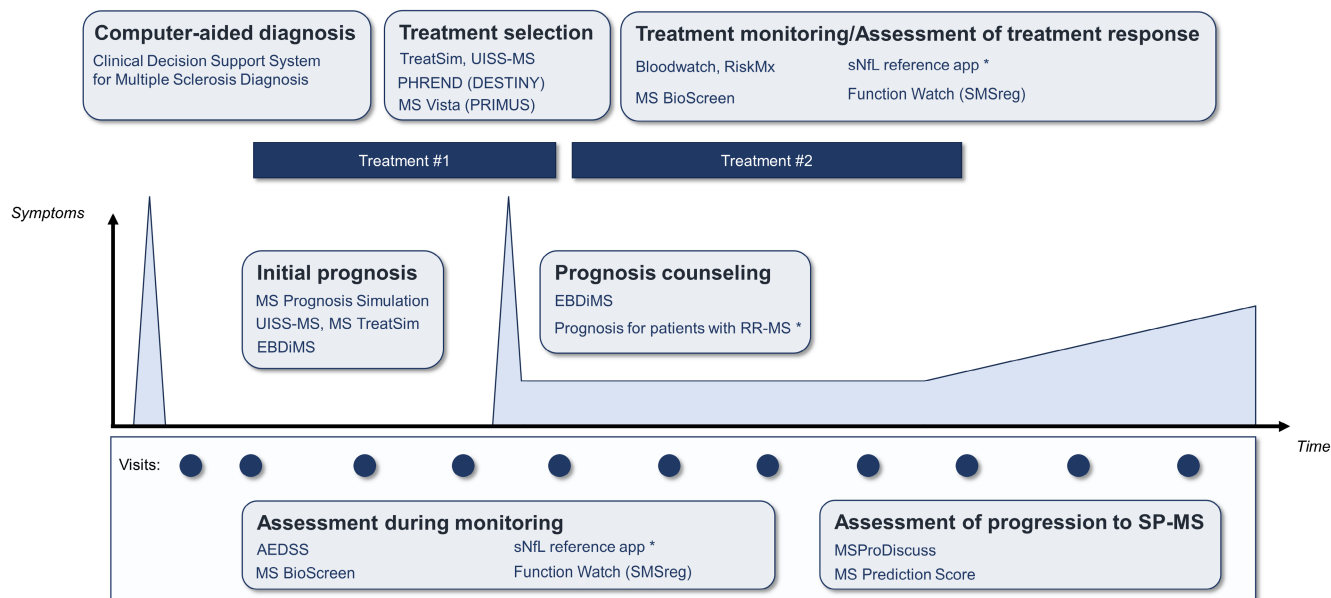 Computer-aided diagnosis
Clinical Decision Support System
for Multiple Sclerosis Diagnosis
Treatment selection
TreatSim, UISS-MS
PHREND (DESTINY)
MS Vista (PRIMUS)
Treatment monitoring/Assessment of treatment response
Bloodwatch, RiskMx
MS BioScreen
sNfL reference app *
Function Watch (SMSreg)
Treatment #1
Treatment #2
Symptoms
Initial prognosis
MS Prognosis Simulation
UISS-MS, MS TreatSim
EBDiMS
Prognosis counseling
EBDiMS
Prognosis for patients with RR-MS *
Time
Visits:
Assessment during monitoring
AEDSS
MS BioScreen
sNfL reference app *
Function Watch (SMSreg)
Assessment of progression to SP-MS
MSProDiscuss
MS Prediction Score